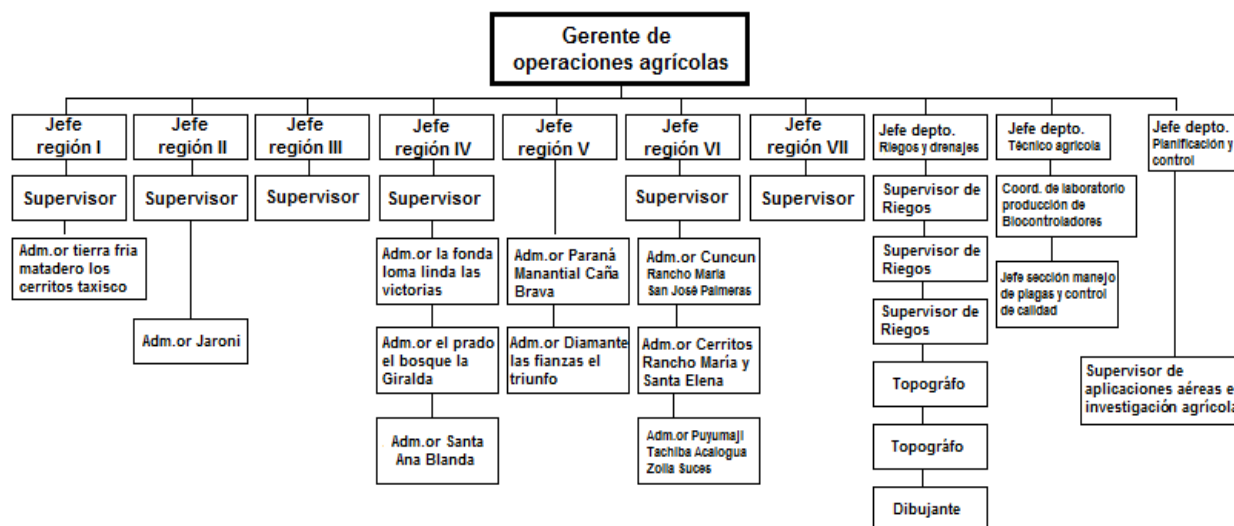 Gerente de
operaciones agrícolas
Jefe
región I
Jefe
región II
Jefe
región III
Jefe
región IV
Jefe
región V
Jefe
región VI
Jefe
región VII
Jefe depto.
Riegos y drenajes
Jefe depto.
Técnico agricola
Jefe depto.
Planificación y
control
Supervisor
Supervisor
Supervisor
Supervisor
Supervisor
Supervisor
Supervisor de
Riegos
Coord. de laboratorio
producción de
Biocontroladores
Adm.or tierra fria
matadero los
cerritos taxisco
Adm.or la fonda
loma linda las
victorias
Adm.or Paraná
Manantial Caña
Brava
Adm.or Cuncun
Rancho María
San José Palmeras
Supervisor de
Riegos
Jefe sección manejo
de plagas y control
de calidad
Adm.or Jaroni
Adm.or el prado
el bosque la
Giralda
Adm.or Diamante
las fianzas el
triunfo
Adm.or Cerritos
Rancho María y
Santa Elena
Supervisor de
Riegos
Topográfo
Supervisor de
aplicaciones aéreas e
investigación agrícola
Adm.or Santa
Ana Blanda
Adm.or Puyumaji
Tachiba Acalogua
Zolla Suces
Topográfo
Dibujante